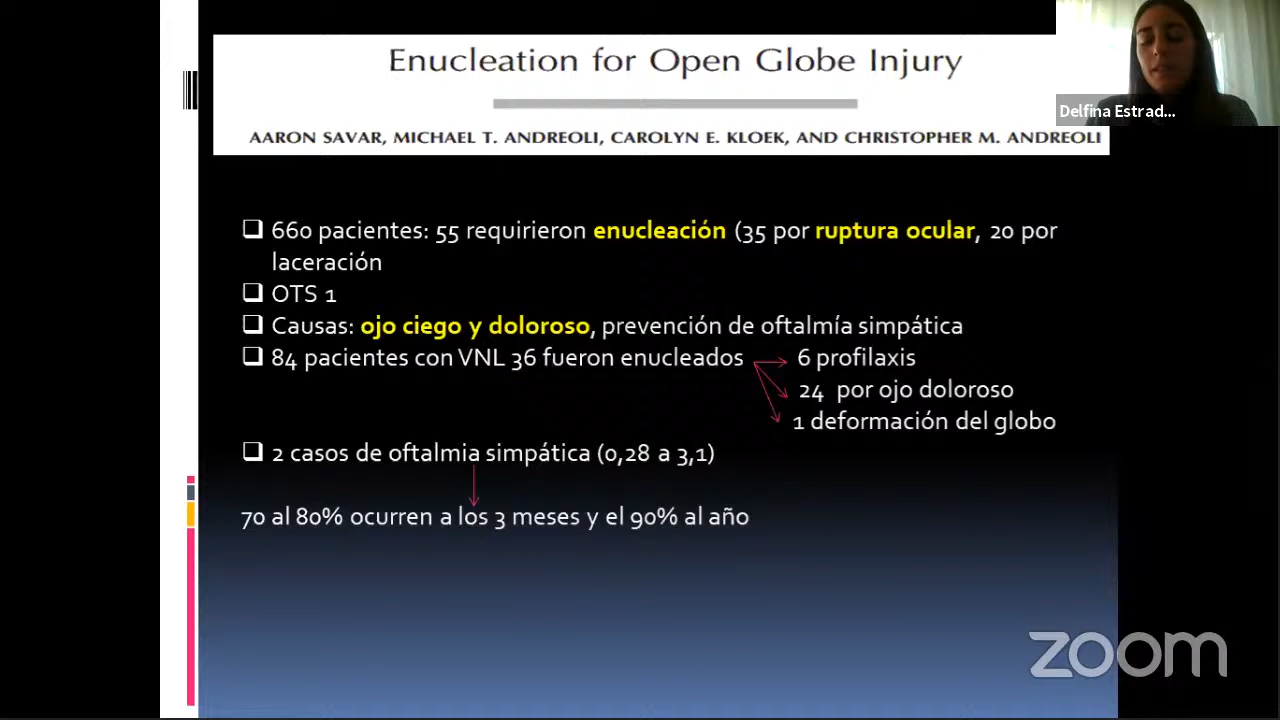 Enucleation for Open Globe Injury
AARON SAVAR, MICHAEL T. ANDREOLI, CAROLYN E. KLOEK, AND CHRISTOPHER M. ANDREOLI
Delfina Estrad...
660 pacientes: 55 requirieron enucleación (35 por ruptura ocular, 20 por
laceración
OTS 1
Causas: ojo ciego y doloroso, prevención de oftalmía simpática
84 pacientes con VNL 36 fueron enucleados
6 profilaxis
24 por ojo doloroso
1 deformación del globo
2 casos de oftalmia simpática (0,28 a 3,1)
70 al 80% ocurren a los 3 meses y el 90% al año
zoom